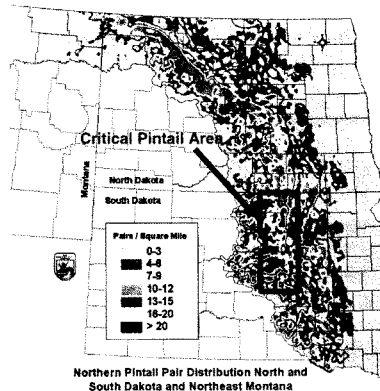 Critical Pintail Area
Montana
North Dakota
South Dakota
Pairs / Square Mile
0-3
4-6
7-9
10-12
13-15
16-20
> 20
Northern Pintail Pair Distribution North and
South Dakota and Northeast Montana